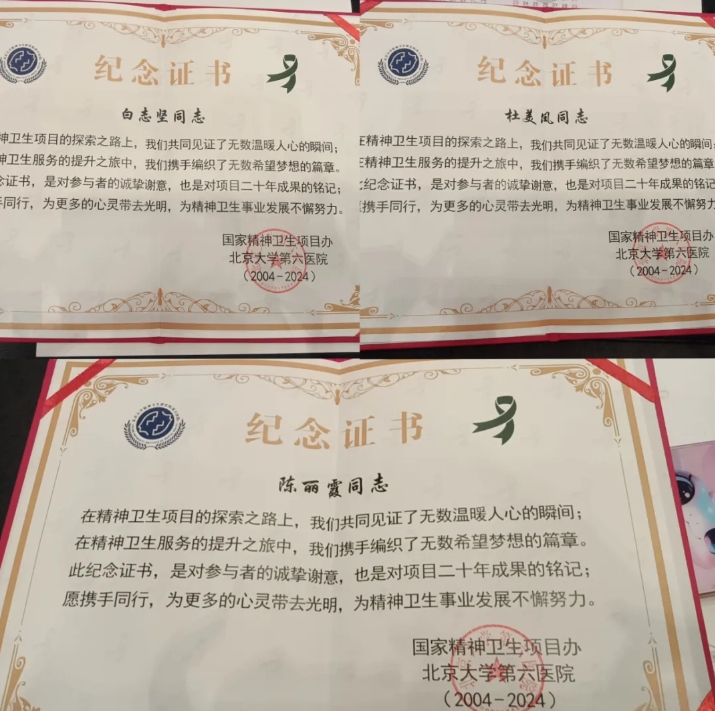 纪念证书
白志坚同志
神卫生项目的探索之路上，我们共同见证了无数温暖人心的瞬间；
神卫生服务的提升之旅中，我们携手编织了无数希望梦想的篇章。
念证书，是对参与者的诚挚谢意，也是对项目二十年成果的铭记；
手同行，为更多的心灵带去光明，为精神卫生事业发展不懈努力。
国家精神卫生项目办
北京大学第六医院
（2004-2024）
纪念证书
杜美凤同志
在精神卫生项目的探索之路上，我们共同见证了无数温暖人心的瞬间；
在精神卫生服务的提升之旅中，我们携手编织了无数希望梦想的篇章。
纪念证书，是对参与者的诚挚谢意，也是对项目二十年成果的铭记
携手同行，为更多的心灵带去光明，为精神卫生事业发展不懈努力。
国家精神卫生项目办
北京大学第六医院
（2004-2024）
纪念证书
陈丽霞同志
在精神卫生项目的探索之路上，我们共同见证了无数温暖人心的瞬间；
在精神卫生服务的提升之旅中，我们携手编织了无数希望梦想的篇章。
此纪念证书，是对参与者的诚挚谢意，也是对项目二十年成果的铭记；
愿携手同行，为更多的心灵带去光明，为精神卫生事业发展不懈努力。
国家精神卫生项目办
北京大学第六医院
（2004-2024）